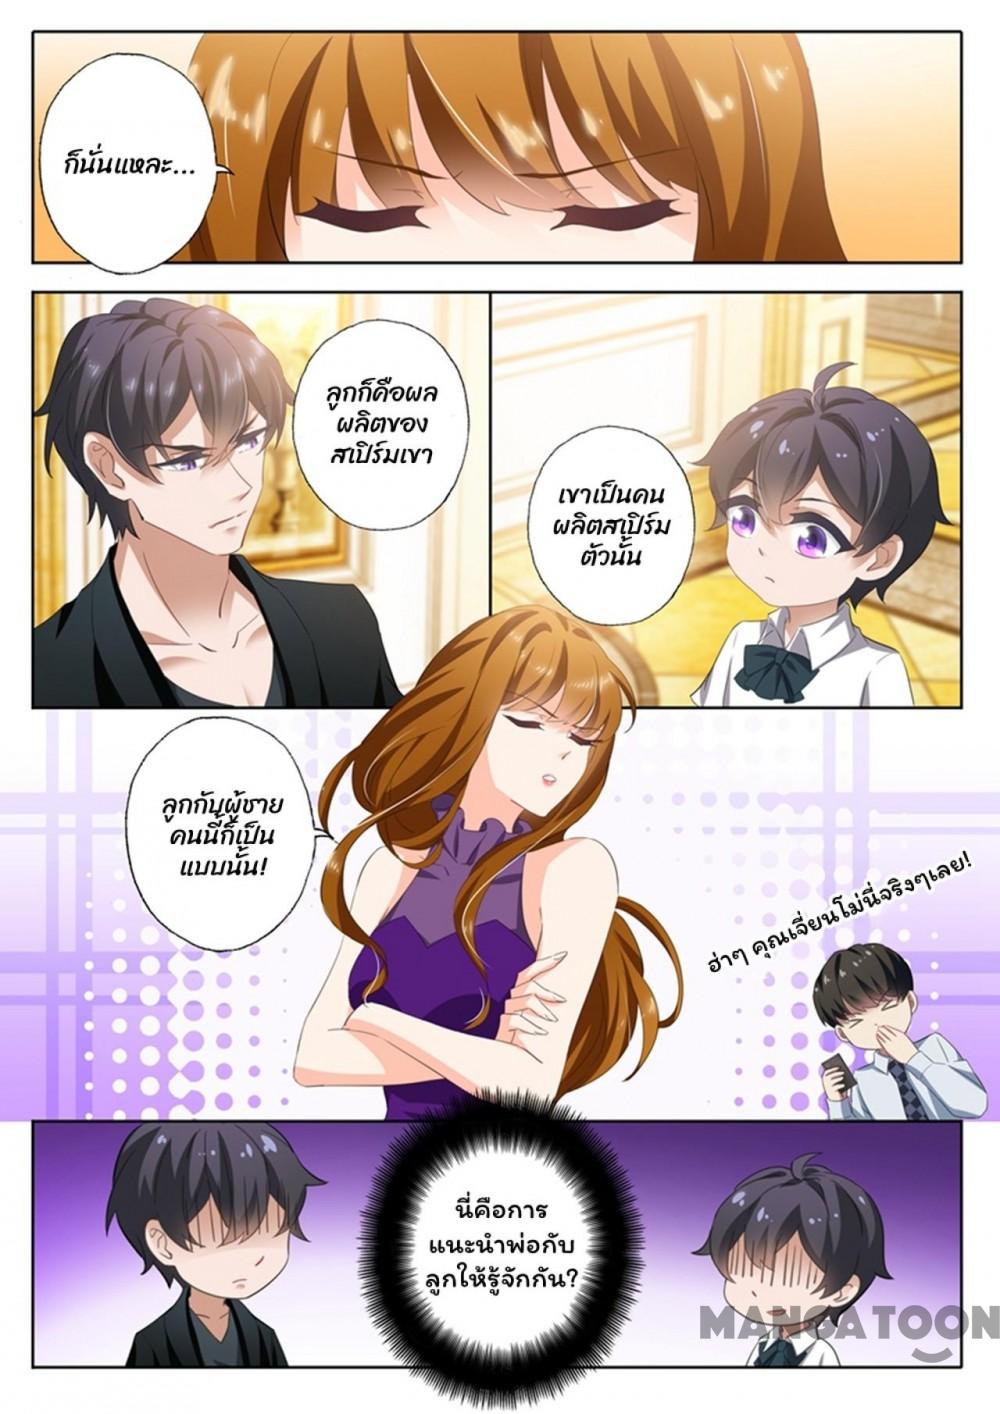 ก็นั่นแหละ...
ลูกก็คือผล
ผลิตของ
สเปิร์มเขา
เขาเป็นคน
ผลิตสเปิร์ม
ตัวนั้น
ลูกกับผู้ชาย
คนนี้ก็เป็น
แบบนั้น!
ฮ่าๆ คุณเจี่ยนโม่นี่จริงๆเลย!
นี่คือการ
แนะนำพ่อกับ
ลูกให้รู้จักกัน?
MANGATOON